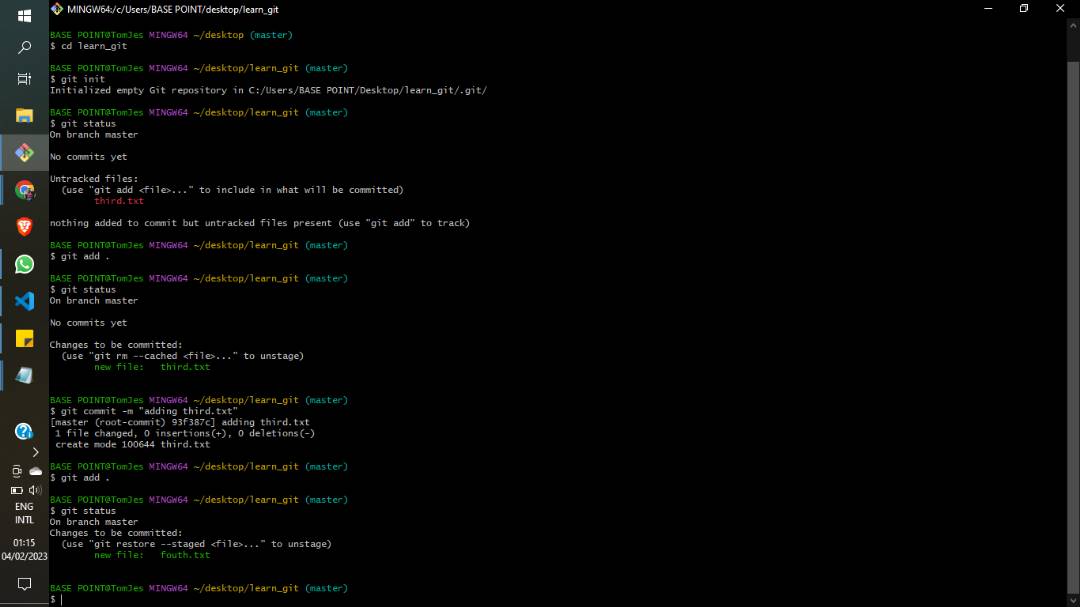 MINGW64:/c/Users/BASE POINT/desktop/learn_git
BASE POINT@TomJes MINGW64 ~/desktop (master)
$ cd learn_git
BASE POINT@TomJes MINGW64 ~/desktop/learn_git (master)
$ git init
Initialized empty Git repository in C:/Users/BASE POINT/Desktop/learn_git/.git/
BASE POINT@TomJes MINGW64 ~/desktop/learn_git (master)
$ git status
On branch master
No commits yet
Untracked files:
(use "git add <file>..." to include in what will be committed)
third.txt
nothing added to commit but untracked files present (use "git add" to track)
BASE POINT@TomJes MINGW64 ~/desktop/learn_git (master)
$ git add .
BASE POINT@TomJes MINGW64 ~/desktop/learn_git (master)
$ git status
On branch master
No commits yet
Changes to be committed:
(use "git rm --cached <file>..." to unstage)
new file:   third.txt
BASE POINT@TomJes MINGW64 ~/desktop/learn_git (master)
$ git commit -m "adding third.txt"
[master (root-commit) 93f387c] adding third.txt
1 file changed, 0 insertions(+), 0 deletions(-)
create mode 100644 third.txt
BASE POINT@TomJes MINGW64 ~/desktop/learn_git (master)
$ git add .
BASE POINT@TomJes MINGW64 ~/desktop/learn_git (master)
$ git status
On branch master
Changes to be committed:
(use "git restore --staged <file>..." to unstage)
new file:   fouth.txt
BASE POINT@TomJes MINGW64 ~/desktop/learn_git (master)
$
ENG
INTL
01:15
04/02/2023